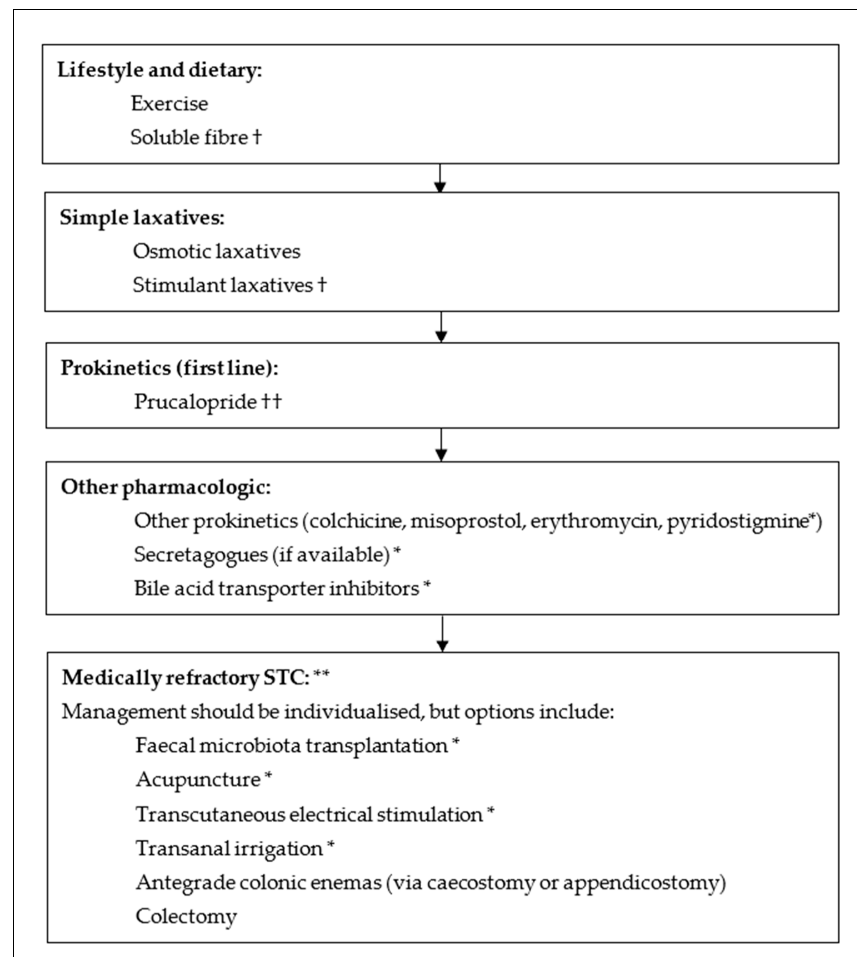 Lifestyle and dietary:
Exercise
Soluble fibre †
Simple laxatives:
Osmotic laxatives
Stimulant laxatives †
Prokinetics (first line):
Prucalopride ††
Other pharmacologic:
Other prokinetics (colchicine, misoprostol, erythromycin, pyridostigmine*)
Secretagogues (if available) *
Bile acid transporter inhibitors *
Medically refractory STC: **
Management should be individualised, but options include:
Faecal microbiota transplantation *
Acupuncture *
Transcutaneous electrical stimulation *
Transanal irrigation *
Antegrade colonic enemas (via caecostomy or appendicostomy)
Colectomy